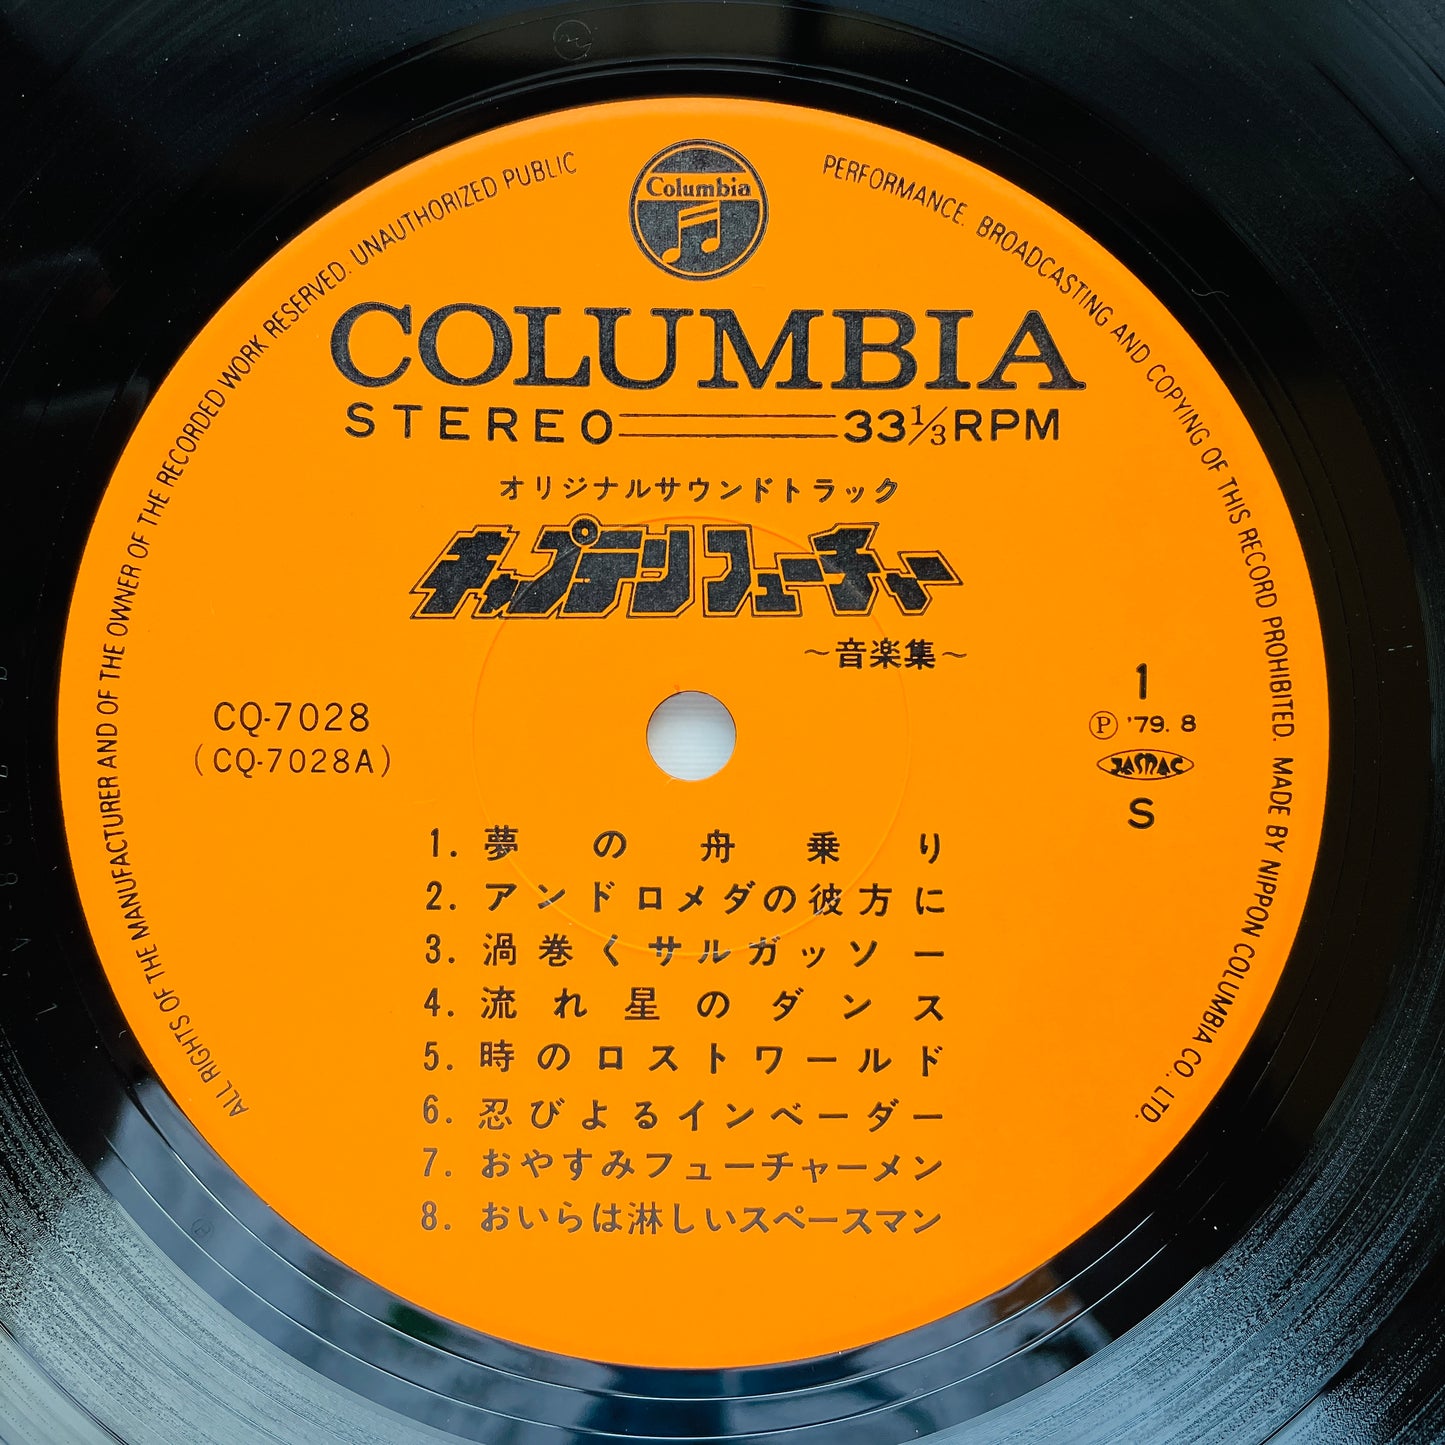 Columbia
COLUMBIA
STEREO 33 1/3 RPM
オリジナルサウンドトラック
キャプテンフューチャー
～音楽集～
CQ-7028
(CQ-7028A)
1
Ⓟ '79. 8
JASRAC
S
1. 夢の舟乗り
2. アンドロメダの彼方に
3. 渦巻くサルガッソー
4. 流れ星のダンス
5. 時のロストワールド
6. 忍びよるインベーダー
7. おやすみフューチャーメン
8. おいらは淋しいスペースマン
ALL RIGHTS OF THE MANUFACTURER AND OF THE OWNER OF THE RECORDED WORK RESERVED. UNAUTHORIZED PUBLIC PERFORMANCE. BROADCASTING AND COPYING OF THIS RECORD PROHIBITED. MADE BY NIPPON COLUMBIA CO., LTD.